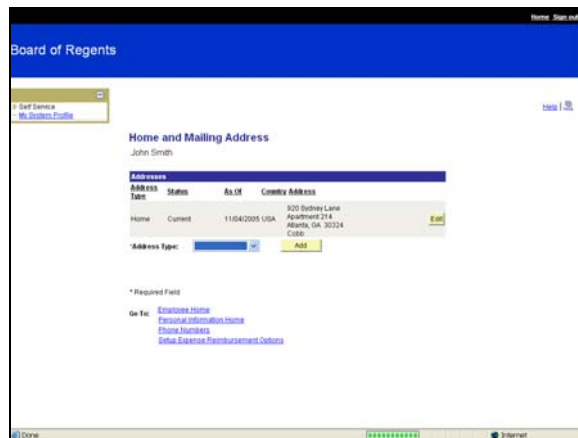 Home Sign out
Board of Regents
Self Service
My System Profile
Help
Home and Mailing Address
John Smith
Addresses
Address Type Status As Of Country Address
Home Current 11/04/2005 USA 920 Sydney Lane
Apartment 214
Atlanta, GA 30324
Cobb
Edit
*Address Type: Add
* Required Field
Go To: Employee Home
Personal Information Home
Phone Numbers
Setup Expense Reimbursement Options
Done Internet